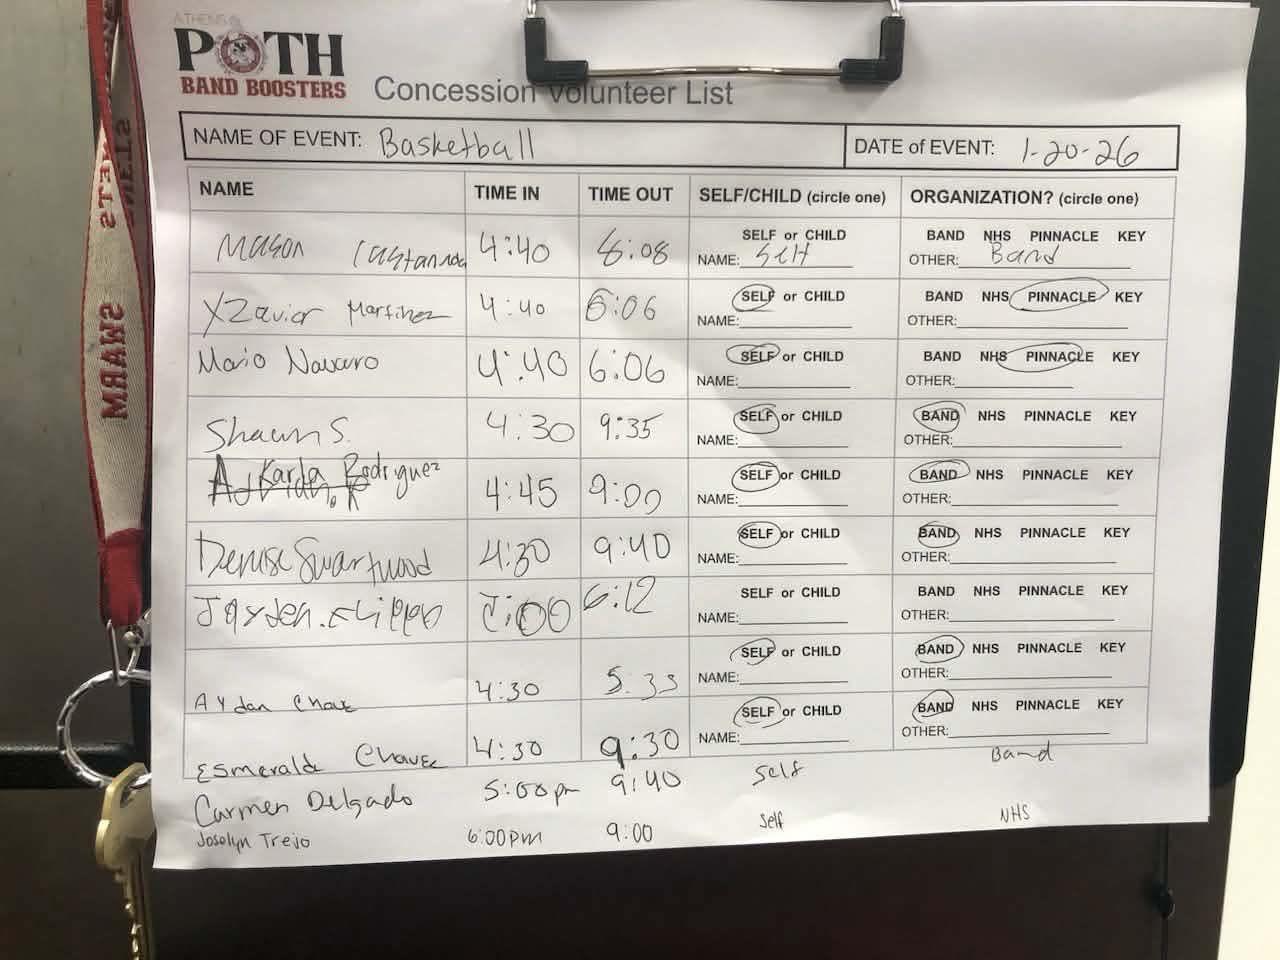 ATHENS
POTH
BAND BOOSTERS
Concession Volunteer List
NAME OF EVENT: Basketball DATE of EVENT: 1-20-26
NAME TIME IN TIME OUT SELF/CHILD (circle one) ORGANIZATION? (circle one)
Mason Castannda 4:40 SELF or CHILD BAND NHS PINNACLE KEY
NAME: Self OTHER: Band
XZavior Martinez 4:40 6:06 SELF or CHILD BAND NHS PINNACLE KEY
NAME: OTHER:
Mario Navarro 4:40 6:06 SELF or CHILD BAND NHS PINNACLE KEY
NAME: OTHER:
Shawn S. 4:30 9:35 SELF or CHILD BAND NHS PINNACLE KEY
NAME: OTHER:
Karla Rodriguez 4:45 9:00 SELF or CHILD BAND NHS PINNACLE KEY
NAME: OTHER:
Denise Swartwood 4:30 9:40 SELF or CHILD BAND NHS PINNACLE KEY
NAME: OTHER:
Jayden 6:12 SELF or CHILD BAND NHS PINNACLE KEY
NAME: OTHER:
Aydan Chavez 4:30 5:33 SELF or CHILD BAND NHS PINNACLE KEY
NAME: OTHER:
Esmeralda Chavez 4:30 9:30 SELF or CHILD BAND NHS PINNACLE KEY
NAME: OTHER:
Carmen Delgado 5:00pm 9:40 Self Band
Josolyn Trejo 6:00pm 9:00 Self NHS
SWARM